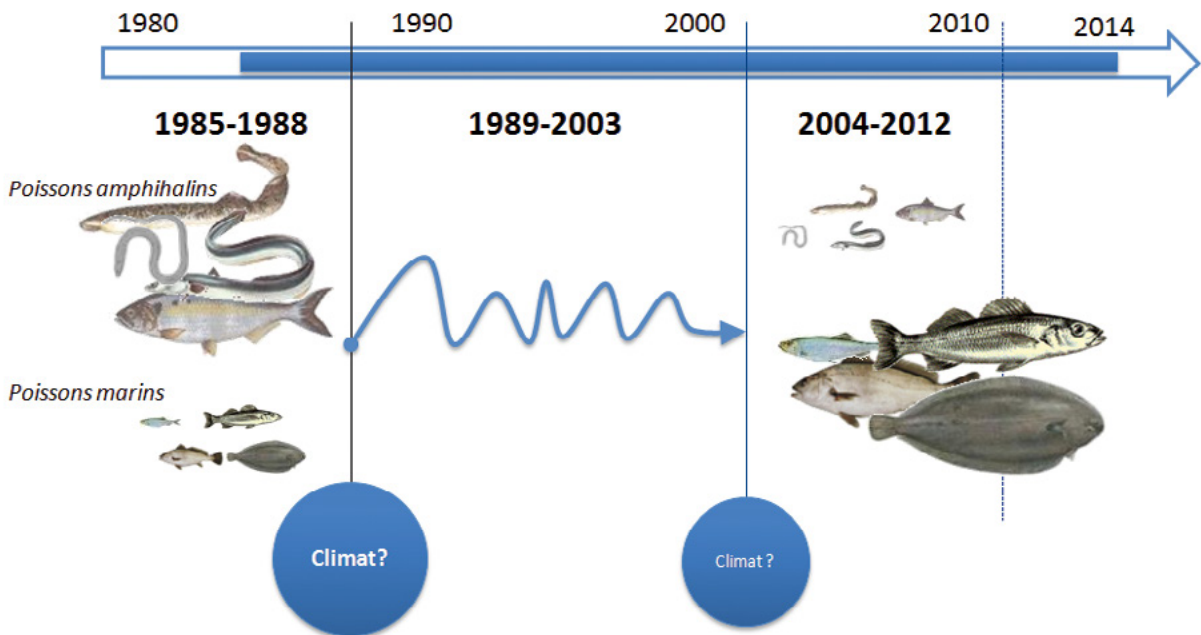 1980
1990
2000
2010
2014
1985-1988
1989-2003
2004-2012
Poissons amphihalins
Poissons marins
Climat?
Climat ?